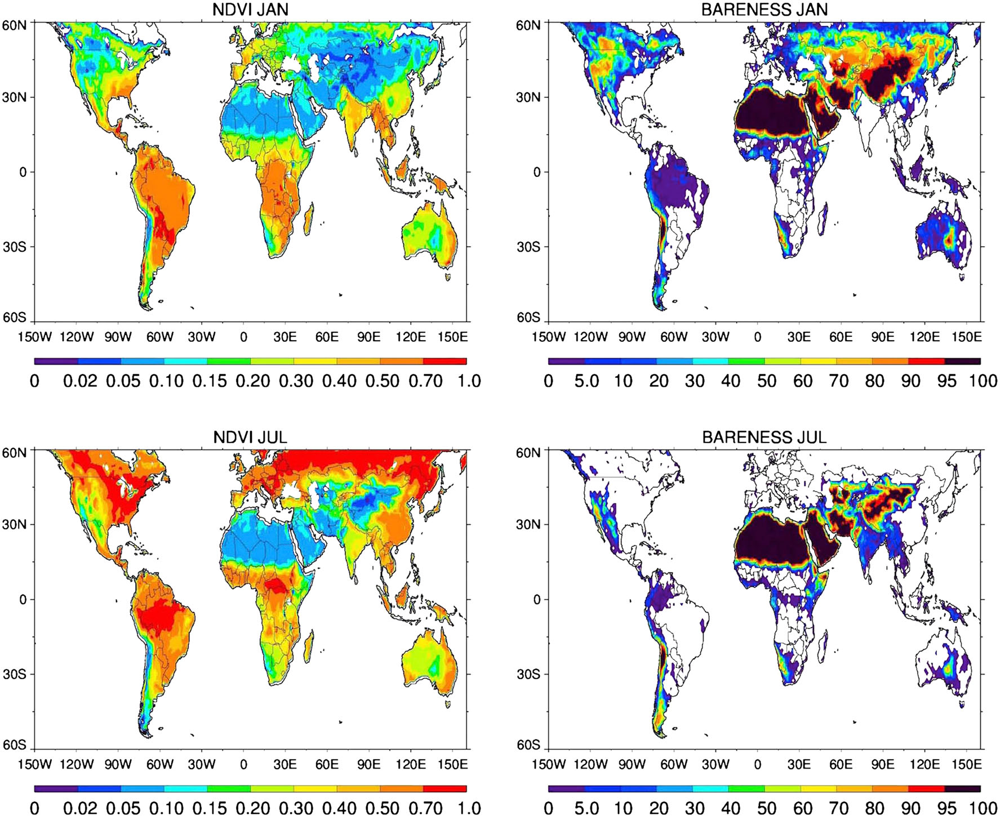 NDVI JAN
60N
30N
0
30S
60S
150W 120W 90W 60W 30W 0 30E 60E 90E 120E 150E
0 0.02 0.05 0.10 0.15 0.20 0.30 0.40 0.50 0.70 1.0
BARENESS JAN
60N
30N
0
30S
60S
150W 120W 90W 60W 30W 0 30E 60E 90E 120E 150E
0 5.0 10 20 30 40 50 60 70 80 90 95 100
NDVI JUL
60N
30N
0
30S
60S
150W 120W 90W 60W 30W 0 30E 60E 90E 120E 150E
0 0.02 0.05 0.10 0.15 0.20 0.30 0.40 0.50 0.70 1.0
BARENESS JUL
60N
30N
0
30S
60S
150W 120W 90W 60W 30W 0 30E 60E 90E 120E 150E
0 5.0 10 20 30 40 50 60 70 80 90 95 100